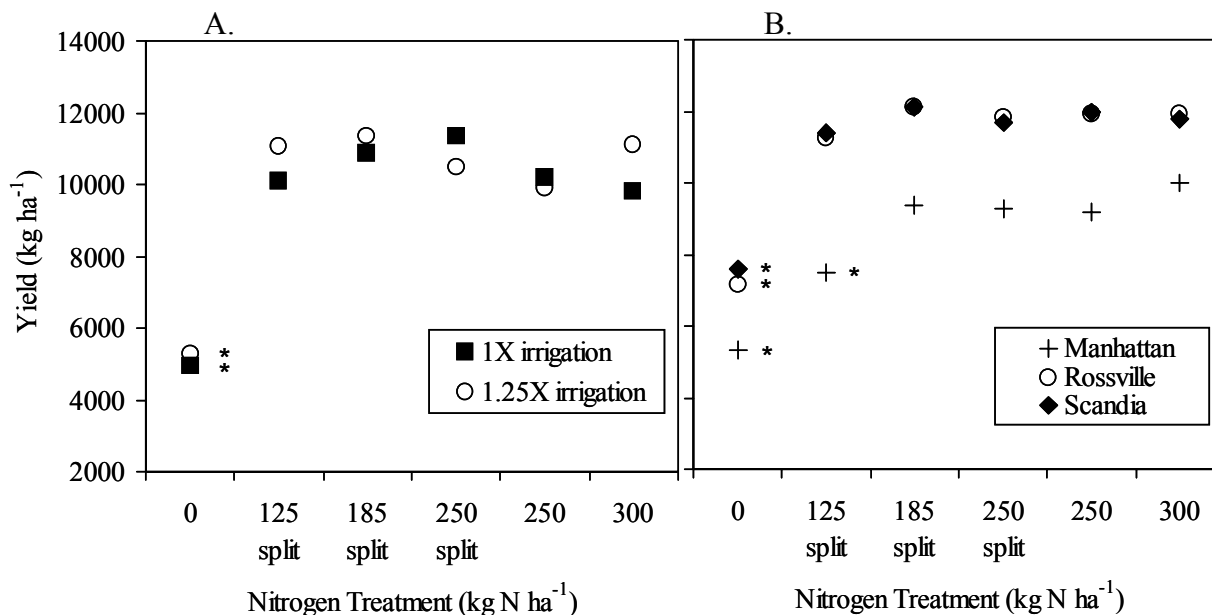 A.
14000
12000
10000
8000
6000
4000
2000
Yield (kg ha⁻¹)
*
*
1X irrigation
1.25X irrigation
0 125 185 250 250 300
split split split
Nitrogen Treatment (kg N ha⁻¹)
B.
*
*
*
*
Manhattan
Rossville
Scandia
0 125 185 250 250 300
split split split
Nitrogen Treatment (kg N ha⁻¹)